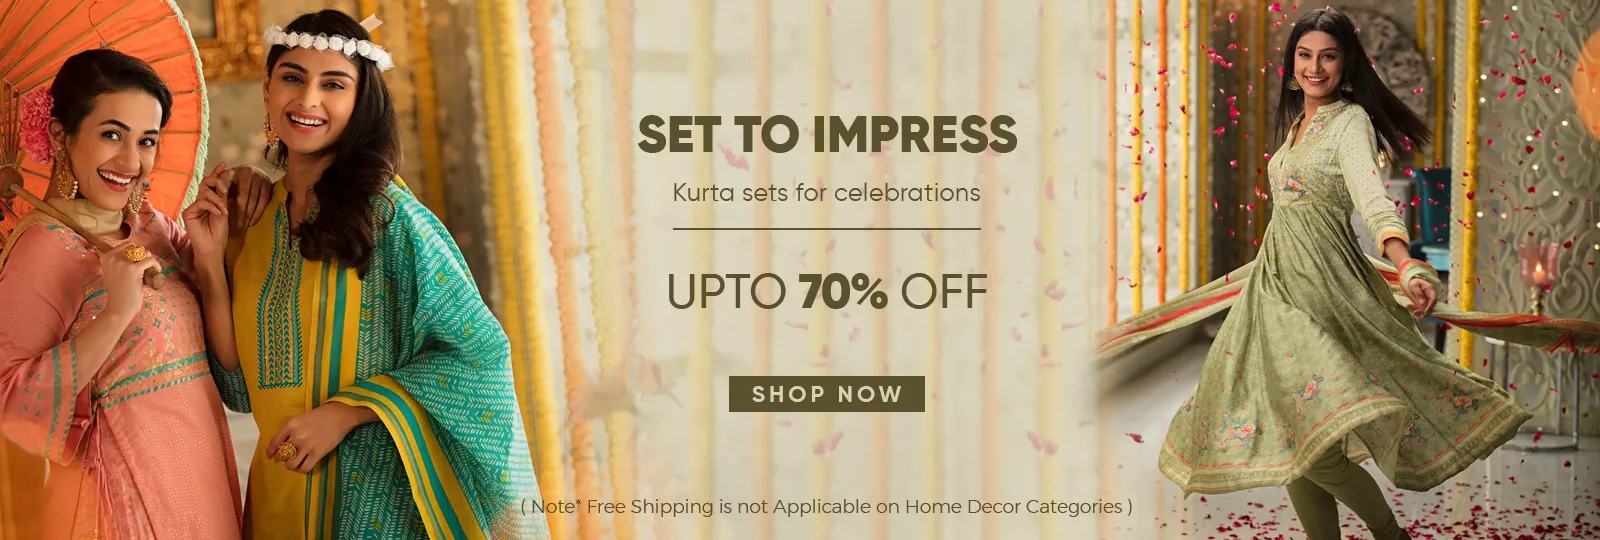 SET TO IMPRESS
Kurta sets for celebrations
UPTO 70% OFF
SHOP NOW
( Note* Free Shipping is not Applicable on Home Decor Categories )